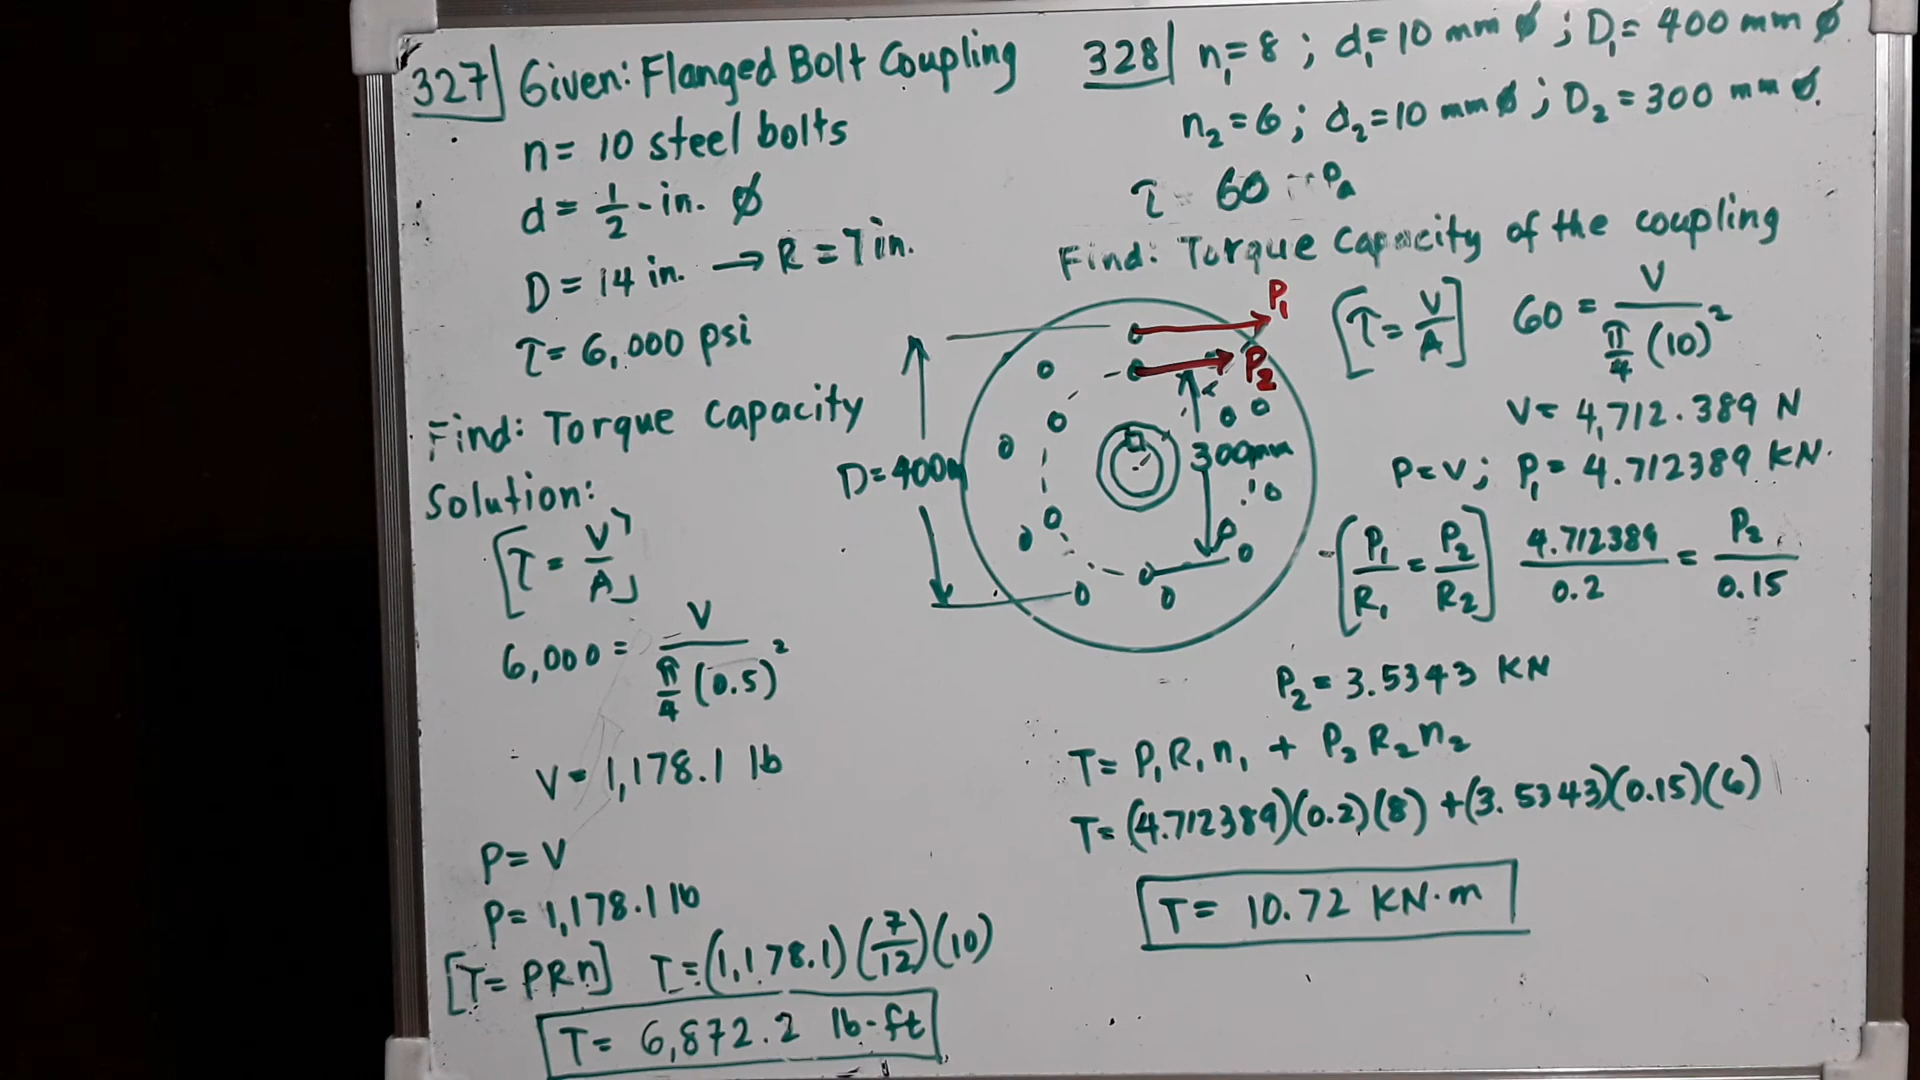 327 Given: Flanged Bolt Coupling
n = 10 steel bolts
d = 1/2 - in. ϕ
D = 14 in. → R = 7 in.
τ = 6,000 psi
Find: Torque Capacity
Solution:
[τ = V/A]
6,000 = V / (π/4 (0.5)²)
V = 1,178.1 lb
P = V
P = 1,178.1 lb
[T = PRn] T = (1,178.1)(7/12)(10)
T = 6,872.2 lb-ft
328 n₁ = 8 ; d₁ = 10 mm ϕ ; D₁ = 400 mm ϕ
n₂ = 6 ; d₂ = 10 mm ϕ ; D₂ = 300 mm ϕ.
τ 60 Pa
Find: Torque Capacity of the coupling
P₁
P₂
D = 400
300mm
[τ = V/A] 60 = V / (π/4 (10)²)
V = 4,712.389 N
P = V ; P₁ = 4.712389 KN.
[P₁/R₁ = P₂/R₂] 4.712389/0.2 = P₂/0.15
P₂ = 3.5343 KN
T = P₁R₁n₁ + P₂R₂n₂
T = (4.712389)(0.2)(8) + (3.5343)(0.15)(6)
T = 10.72 KN·m